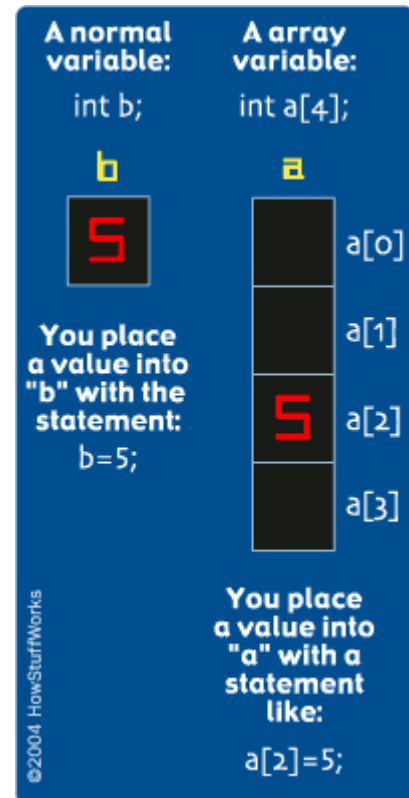 A normal
variable:
int b;
b
5
You place
a value into
"b" with the
statement:
b=5;
A array
variable:
int a[4];
a
a[0]
a[1]
5
a[2]
a[3]
You place
a value into
"a" with a
statement
like:
a[2]=5;
©2004 HowStuffWorks